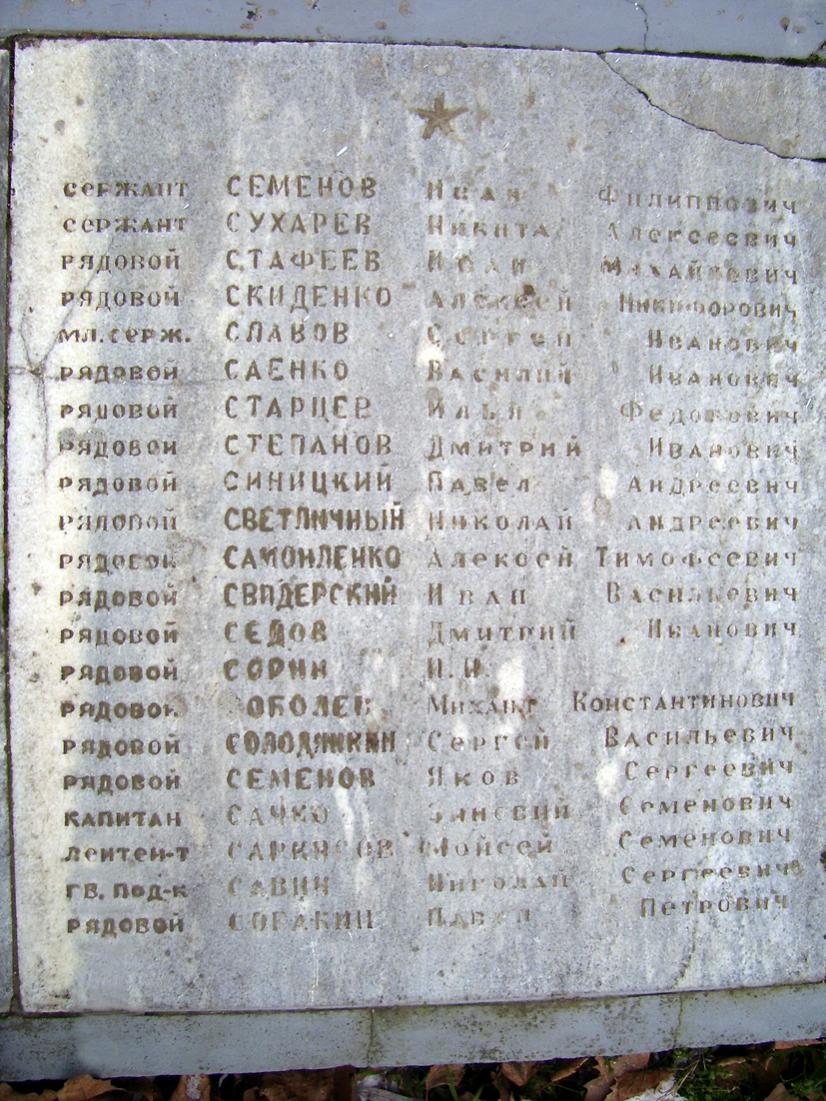 сержант СЕМЕНОВ Иван Филиппович
сержант СУХАРЕВ Никита Алексеевич
рядовой СТАФЕЕВ Иван Михайлович
рядовой СКИДЕНКО Алексей Никифорович
мл.серж. СЛАВОВ Сергей Иванович
рядовой САЕНКО Василий Иванович
рядовой СТАРЦЕВ Илья Федорович
рядовой СТЕПАНОВ Дмитрий Иванович
рядовой СИНИЦКИЙ Павел Андреевич
рядовой СВЕТЛИЧНЫЙ Николай Андреевич
рядовой САМОИЛЕНКО Алексей Тимофеевич
рядовой СВИДЕРСКИЙ Иван Васильевич
рядовой СЕДОВ Дмитрий Иванович
рядовой СОРИН И.И.
рядовой Михаил Константинович
рядовой СОЛОДЯНКИН Сергей Васильевич
рядовой СЕМЕНОВ Яков Сергеевич
капитан САЧКО Зиновий Семенович
лейтен-т САРКИСОВ Мойсей Семенович
гв. под-к САВИН Николай Сергеевич
рядовой СОБАКИН Павел Петрович